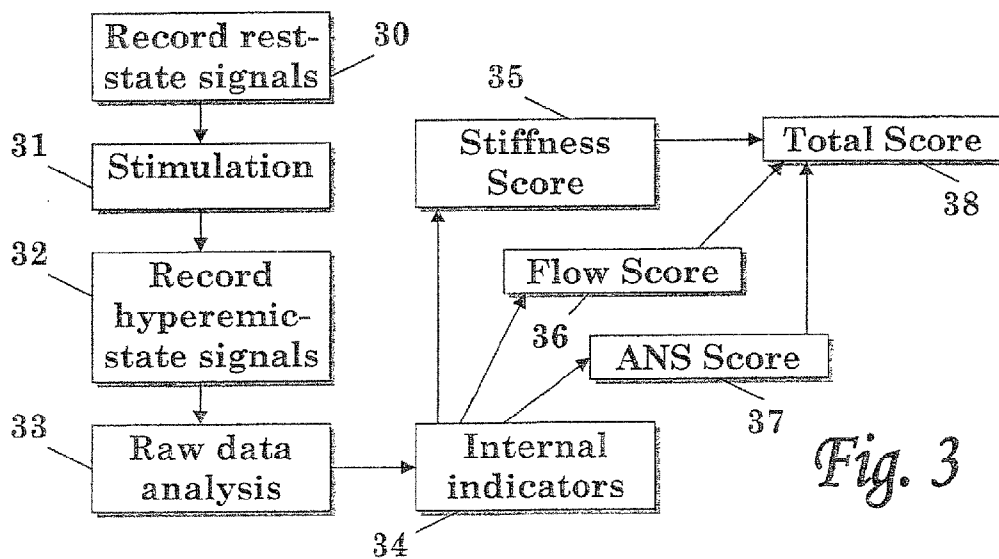 Record rest-
state signals
30
31
Stimulation
32
Record
hyperemic-
state signals
33
Raw data
analysis
Internal
indicators
34
35
Stiffness
Score
Flow Score
36
ANS Score
37
Total Score
38
Fig. 3